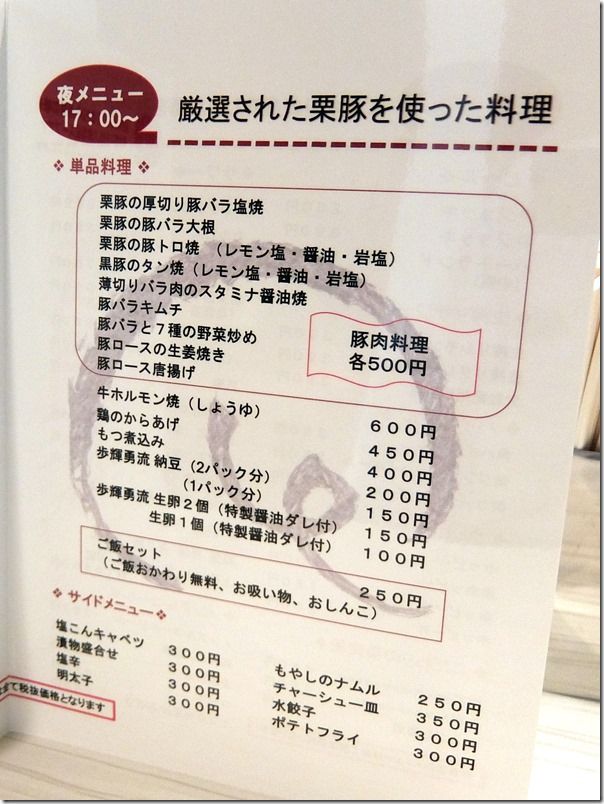 夜メニュー
17:00〜
厳選された栗豚を使った料理
❖ 単品料理 ❖
栗豚の厚切り豚バラ塩焼
栗豚の豚バラ大根
栗豚の豚トロ焼 (レモン塩・醤油・岩塩)
黒豚のタン焼 (レモン塩・醤油・岩塩)
薄切りバラ肉のスタミナ醤油焼
豚バラキムチ
豚バラと7種の野菜炒め
豚ロースの生姜焼き
豚ロース唐揚げ
豚肉料理
各500円
牛ホルモン焼 (しょうゆ) 600円
鶏のからあげ 450円
もつ煮込み 400円
歩輝勇流 納豆 (2パック分) 200円
(1パック分) 150円
歩輝勇流 生卵2個 (特製醤油ダレ付) 150円
生卵1個 (特製醤油ダレ付) 100円
ご飯セット 250円
(ご飯おかわり無料、お吸い物、おしんこ)
❖ サイドメニュー ❖
塩こんキャベツ 300円
漬物盛合せ 300円
塩辛 300円
明太子 300円
もやしのナムル 250円
チャーシュー皿 350円
水餃子 300円
ポテトフライ 300円
全て税抜価格となります